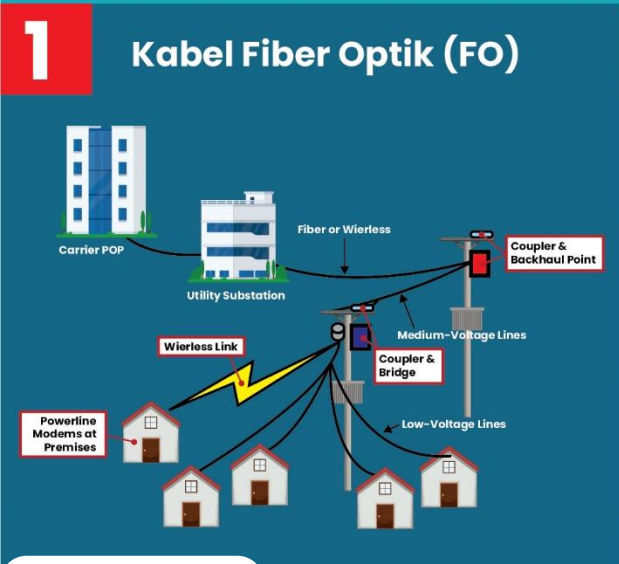 1
Kabel Fiber Optik (FO)
Carrier POP
Utility Substation
Fiber or Wierless
Coupler &
Backhaul Point
Medium-Voltage Lines
Wierless Link
Coupler &
Bridge
Powerline
Modems at
Premises
Low-Voltage Lines